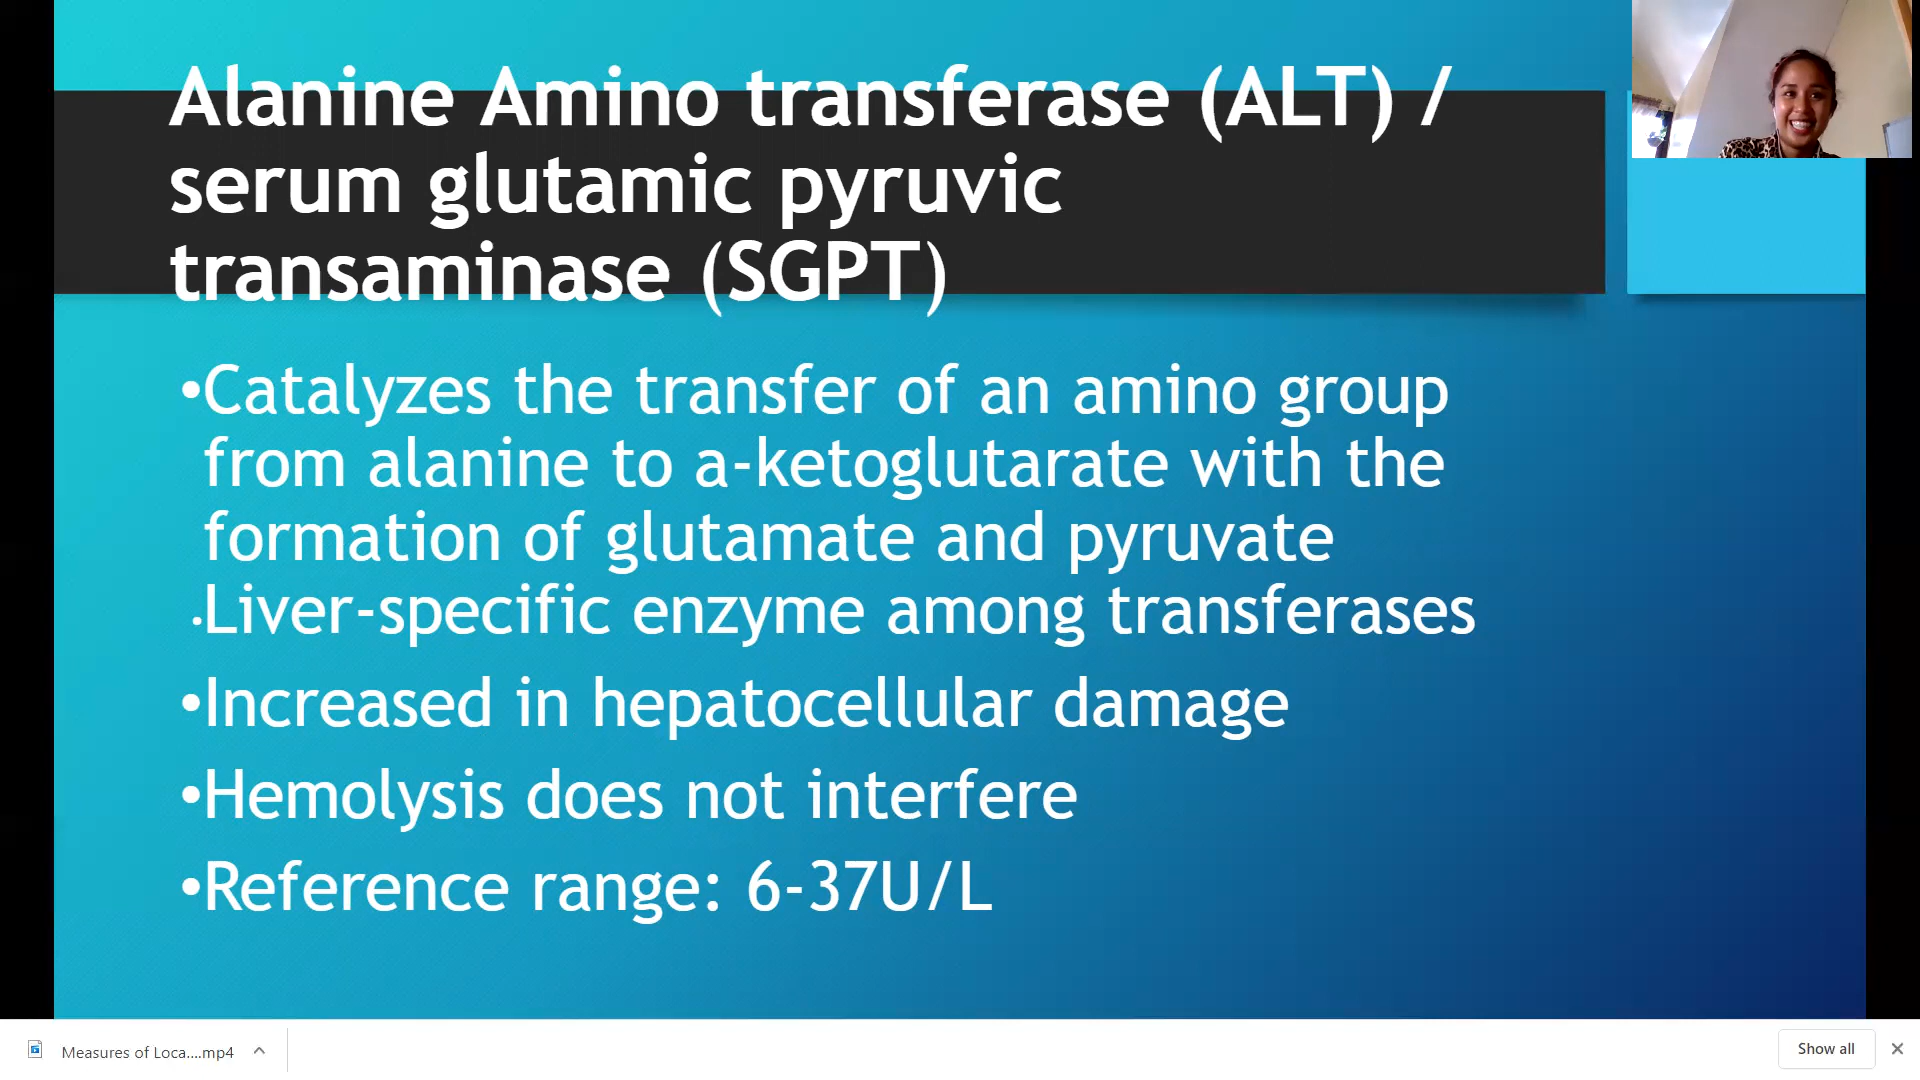 Alanine Amino transferase (ALT) /
serum glutamic pyruvic
transaminase (SGPT)
•Catalyzes the transfer of an amino group
from alanine to a-ketoglutarate with the
formation of glutamate and pyruvate
•Liver-specific enzyme among transferases
•Increased in hepatocellular damage
•Hemolysis does not interfere
•Reference range: 6-37U/L
Measures of Loca....mp4
Show all